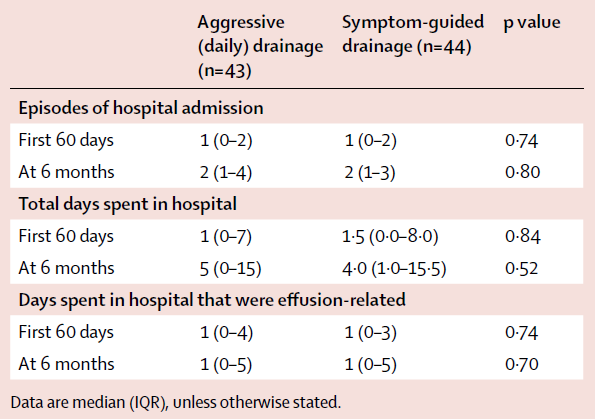 Aggressive Symptom-guided p value
(daily) drainage drainage (n=44)
(n=43)
Episodes of hospital admission
First 60 days 1 (0–2) 1 (0–2) 0·74
At 6 months 2 (1–4) 2 (1–3) 0·80
Total days spent in hospital
First 60 days 1 (0–7) 1·5 (0·0–8·0) 0·84
At 6 months 5 (0–15) 4·0 (1·0–15·5) 0·52
Days spent in hospital that were effusion-related
First 60 days 1 (0–4) 1 (0–3) 0·74
At 6 months 1 (0–5) 1 (0–5) 0·70
Data are median (IQR), unless otherwise stated.